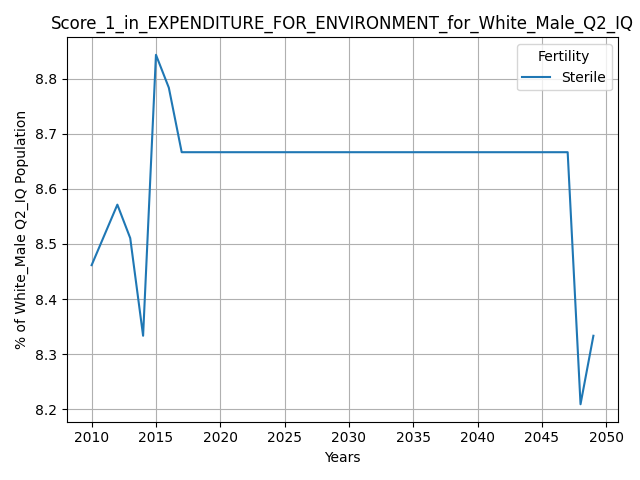 Score_1_in_EXPENDITURE_FOR_ENVIRONMENT_for_White_Male_Q2_IQ
Fertility
Sterile
% of White_Male Q2_IQ Population
8.8
8.7
8.6
8.5
8.4
8.3
8.2
2010 2015 2020 2025 2030 2035 2040 2045 2050
Years